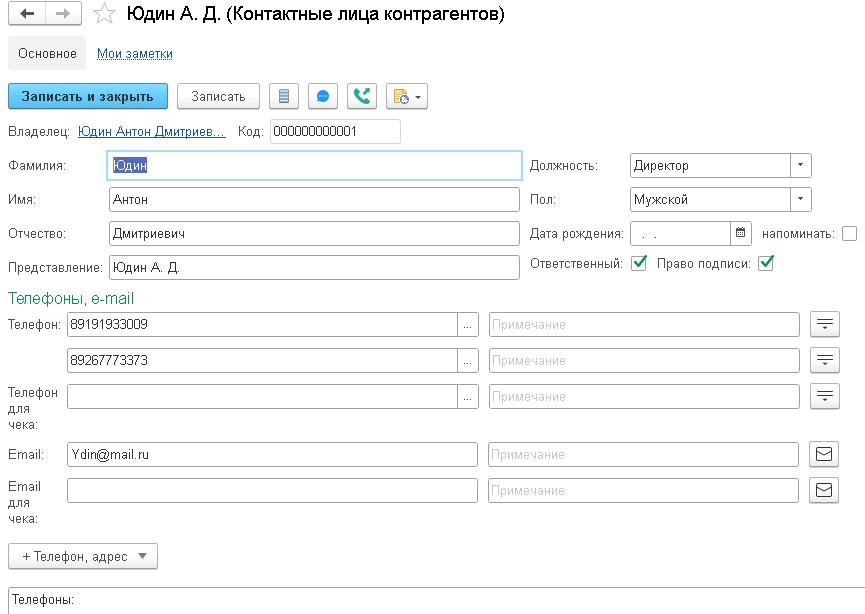 Юдин А. Д. (Контактные лица контрагентов)
Основное Мои заметки
Записать и закрыть Записать
Владелец: Юдин Антон Дмитриев... Код: 000000000001
Фамилия: Юдин Должность: Директор
Имя: Антон Пол: Мужской
Отчество: Дмитриевич Дата рождения: . . напоминать:
Представление: Юдин А. Д. Ответственный: Право подписи:
Телефоны, e-mail
Телефон: 89191933009 ... Примечание
89267773373 ... Примечание
Телефон для чека: ... Примечание
Email: Ydin@mail.ru Примечание
Email для чека: Примечание
+ Телефон, адрес
Телефоны: